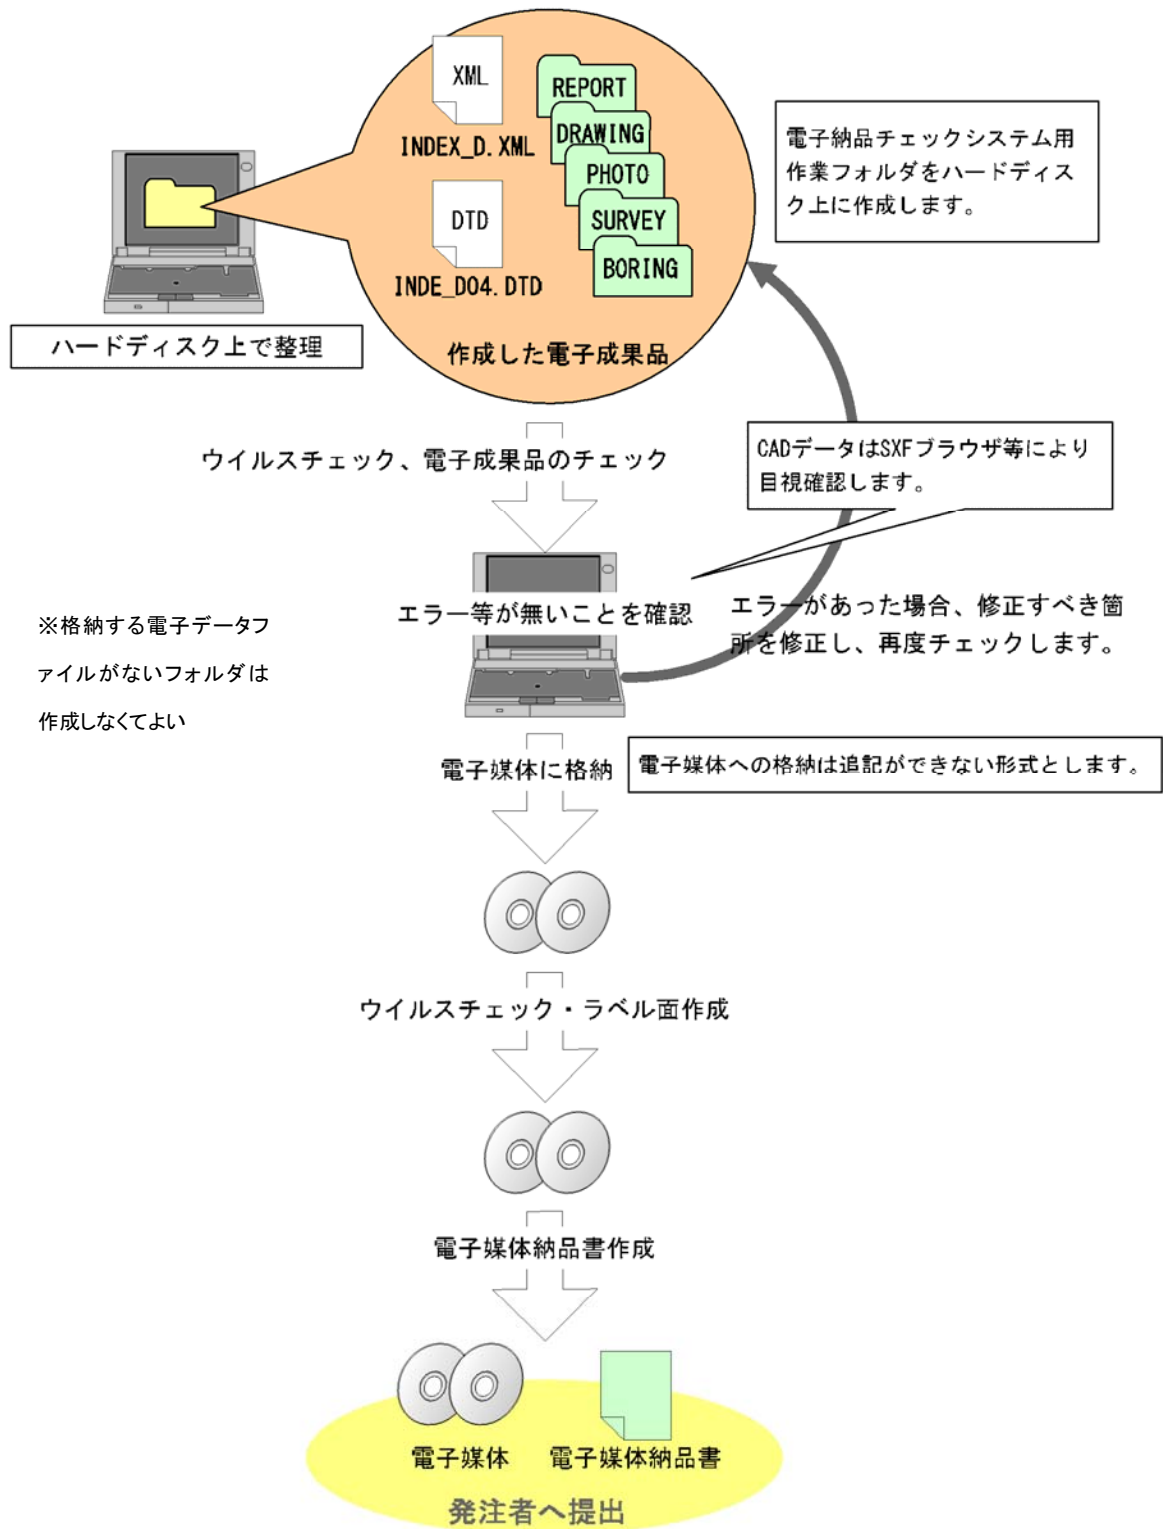 XML
INDEX_D.XML
DTD
INDE_D04.DTD
REPORT
DRAWING
PHOTO
SURVEY
BORING
作成した電子成果品
ハードディスク上で整理
電子納品チェックシステム用
作業フォルダをハードディス
ク上に作成します。
ウイルスチェック、電子成果品のチェック
CADデータはSXFブラウザ等により
目視確認します。
エラー等が無いことを確認
エラーがあった場合、修正すべき箇
所を修正し、再度チェックします。
※格納する電子データフ
ァイルがないフォルダは
作成しなくてよい
電子媒体に格納
電子媒体への格納は追記ができない形式とします。
ウイルスチェック・ラベル面作成
電子媒体納品書作成
電子媒体
電子媒体納品書
発注者へ提出